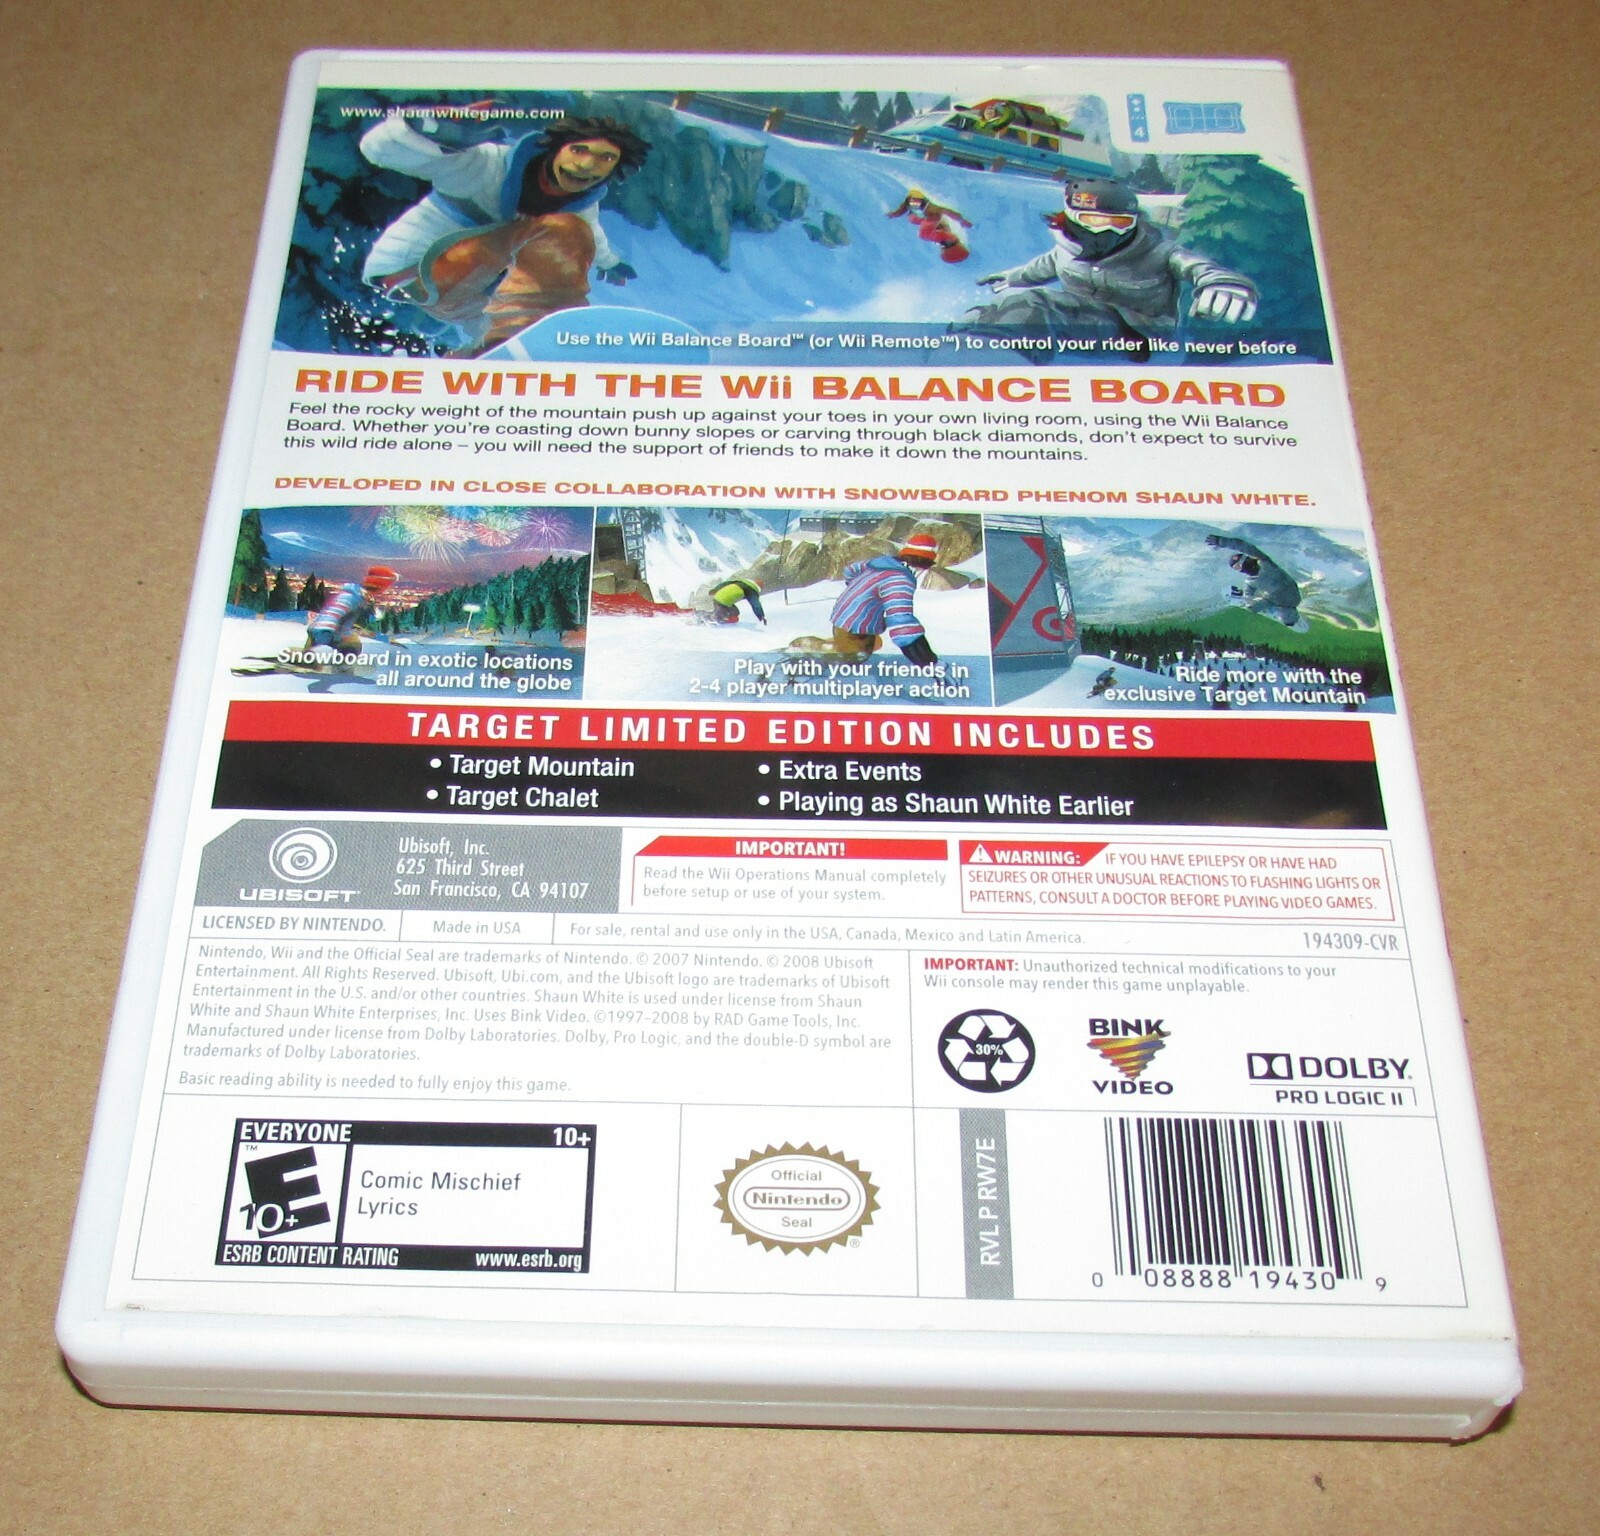 www.shaunwhitegame.com
4
Red Bull
Use the Wii Balance Board™ (or Wii Remote™) to control your rider like never before
RIDE WITH THE Wii BALANCE BOARD
Feel the rocky weight of the mountain push up against your toes in your own living room, using the Wii Balance
Board. Whether you're coasting down bunny slopes or carving through black diamonds, don't expect to survive
this wild ride alone – you will need the support of friends to make it down the mountains.
DEVELOPED IN CLOSE COLLABORATION WITH SNOWBOARD PHENOM SHAUN WHITE.
Snowboard in exotic locations
all around the globe
Play with your friends in
2-4 player multiplayer action
Ride more with the
exclusive Target Mountain
TARGET LIMITED EDITION INCLUDES
• Target Mountain
• Target Chalet
• Extra Events
• Playing as Shaun White Earlier
UBISOFT™
Ubisoft, Inc.
625 Third Street
San Francisco, CA 94107
IMPORTANT!
Read the Wii Operations Manual completely
before setup or use of your system.
WARNING: IF YOU HAVE EPILEPSY OR HAVE HAD
SEIZURES OR OTHER UNUSUAL REACTIONS TO FLASHING LIGHTS OR
PATTERNS, CONSULT A DOCTOR BEFORE PLAYING VIDEO GAMES.
LICENSED BY NINTENDO.
Made in USA
For sale, rental and use only in the USA, Canada, Mexico and Latin America.
194309-CVR
Nintendo, Wii and the Official Seal are trademarks of Nintendo. © 2007 Nintendo. © 2008 Ubisoft
Entertainment. All Rights Reserved. Ubisoft, Ubi.com, and the Ubisoft logo are trademarks of Ubisoft
Entertainment in the U.S. and/or other countries. Shaun White is used under license from Shaun
White and Shaun White Enterprises, Inc. Uses Bink Video. ©1997–2008 by RAD Game Tools, Inc.
Manufactured under license from Dolby Laboratories. Dolby, Pro Logic, and the double-D symbol are
trademarks of Dolby Laboratories.
Basic reading ability is needed to fully enjoy this game.
IMPORTANT: Unauthorized technical modifications to your
Wii console may render this game unplayable.
30%
BINK
VIDEO
DOLBY
PRO LOGIC II
EVERYONE 10+
™
E
10+
Comic Mischief
Lyrics
ESRB CONTENT RATING www.esrb.org
Official
Nintendo
Seal
®
RVL P RW7E
0 08888 19430 9